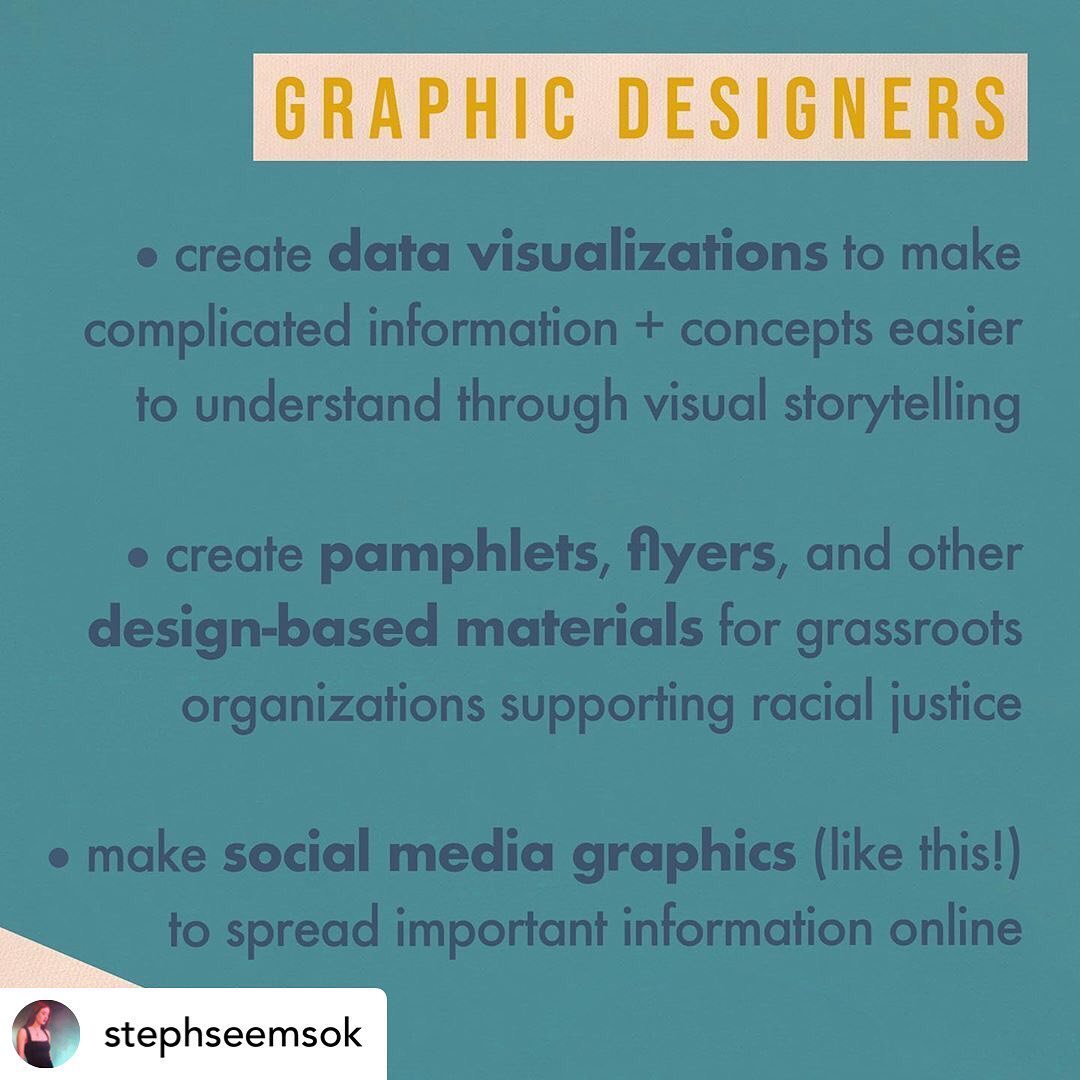 GRAPHIC DESIGNERS
• create data visualizations to make
complicated information + concepts easier
to understand through visual storytelling
• create pamphlets, flyers, and other
design-based materials for grassroots
organizations supporting racial justice
• make social media graphics (like this!)
to spread important information online
stephseemsok